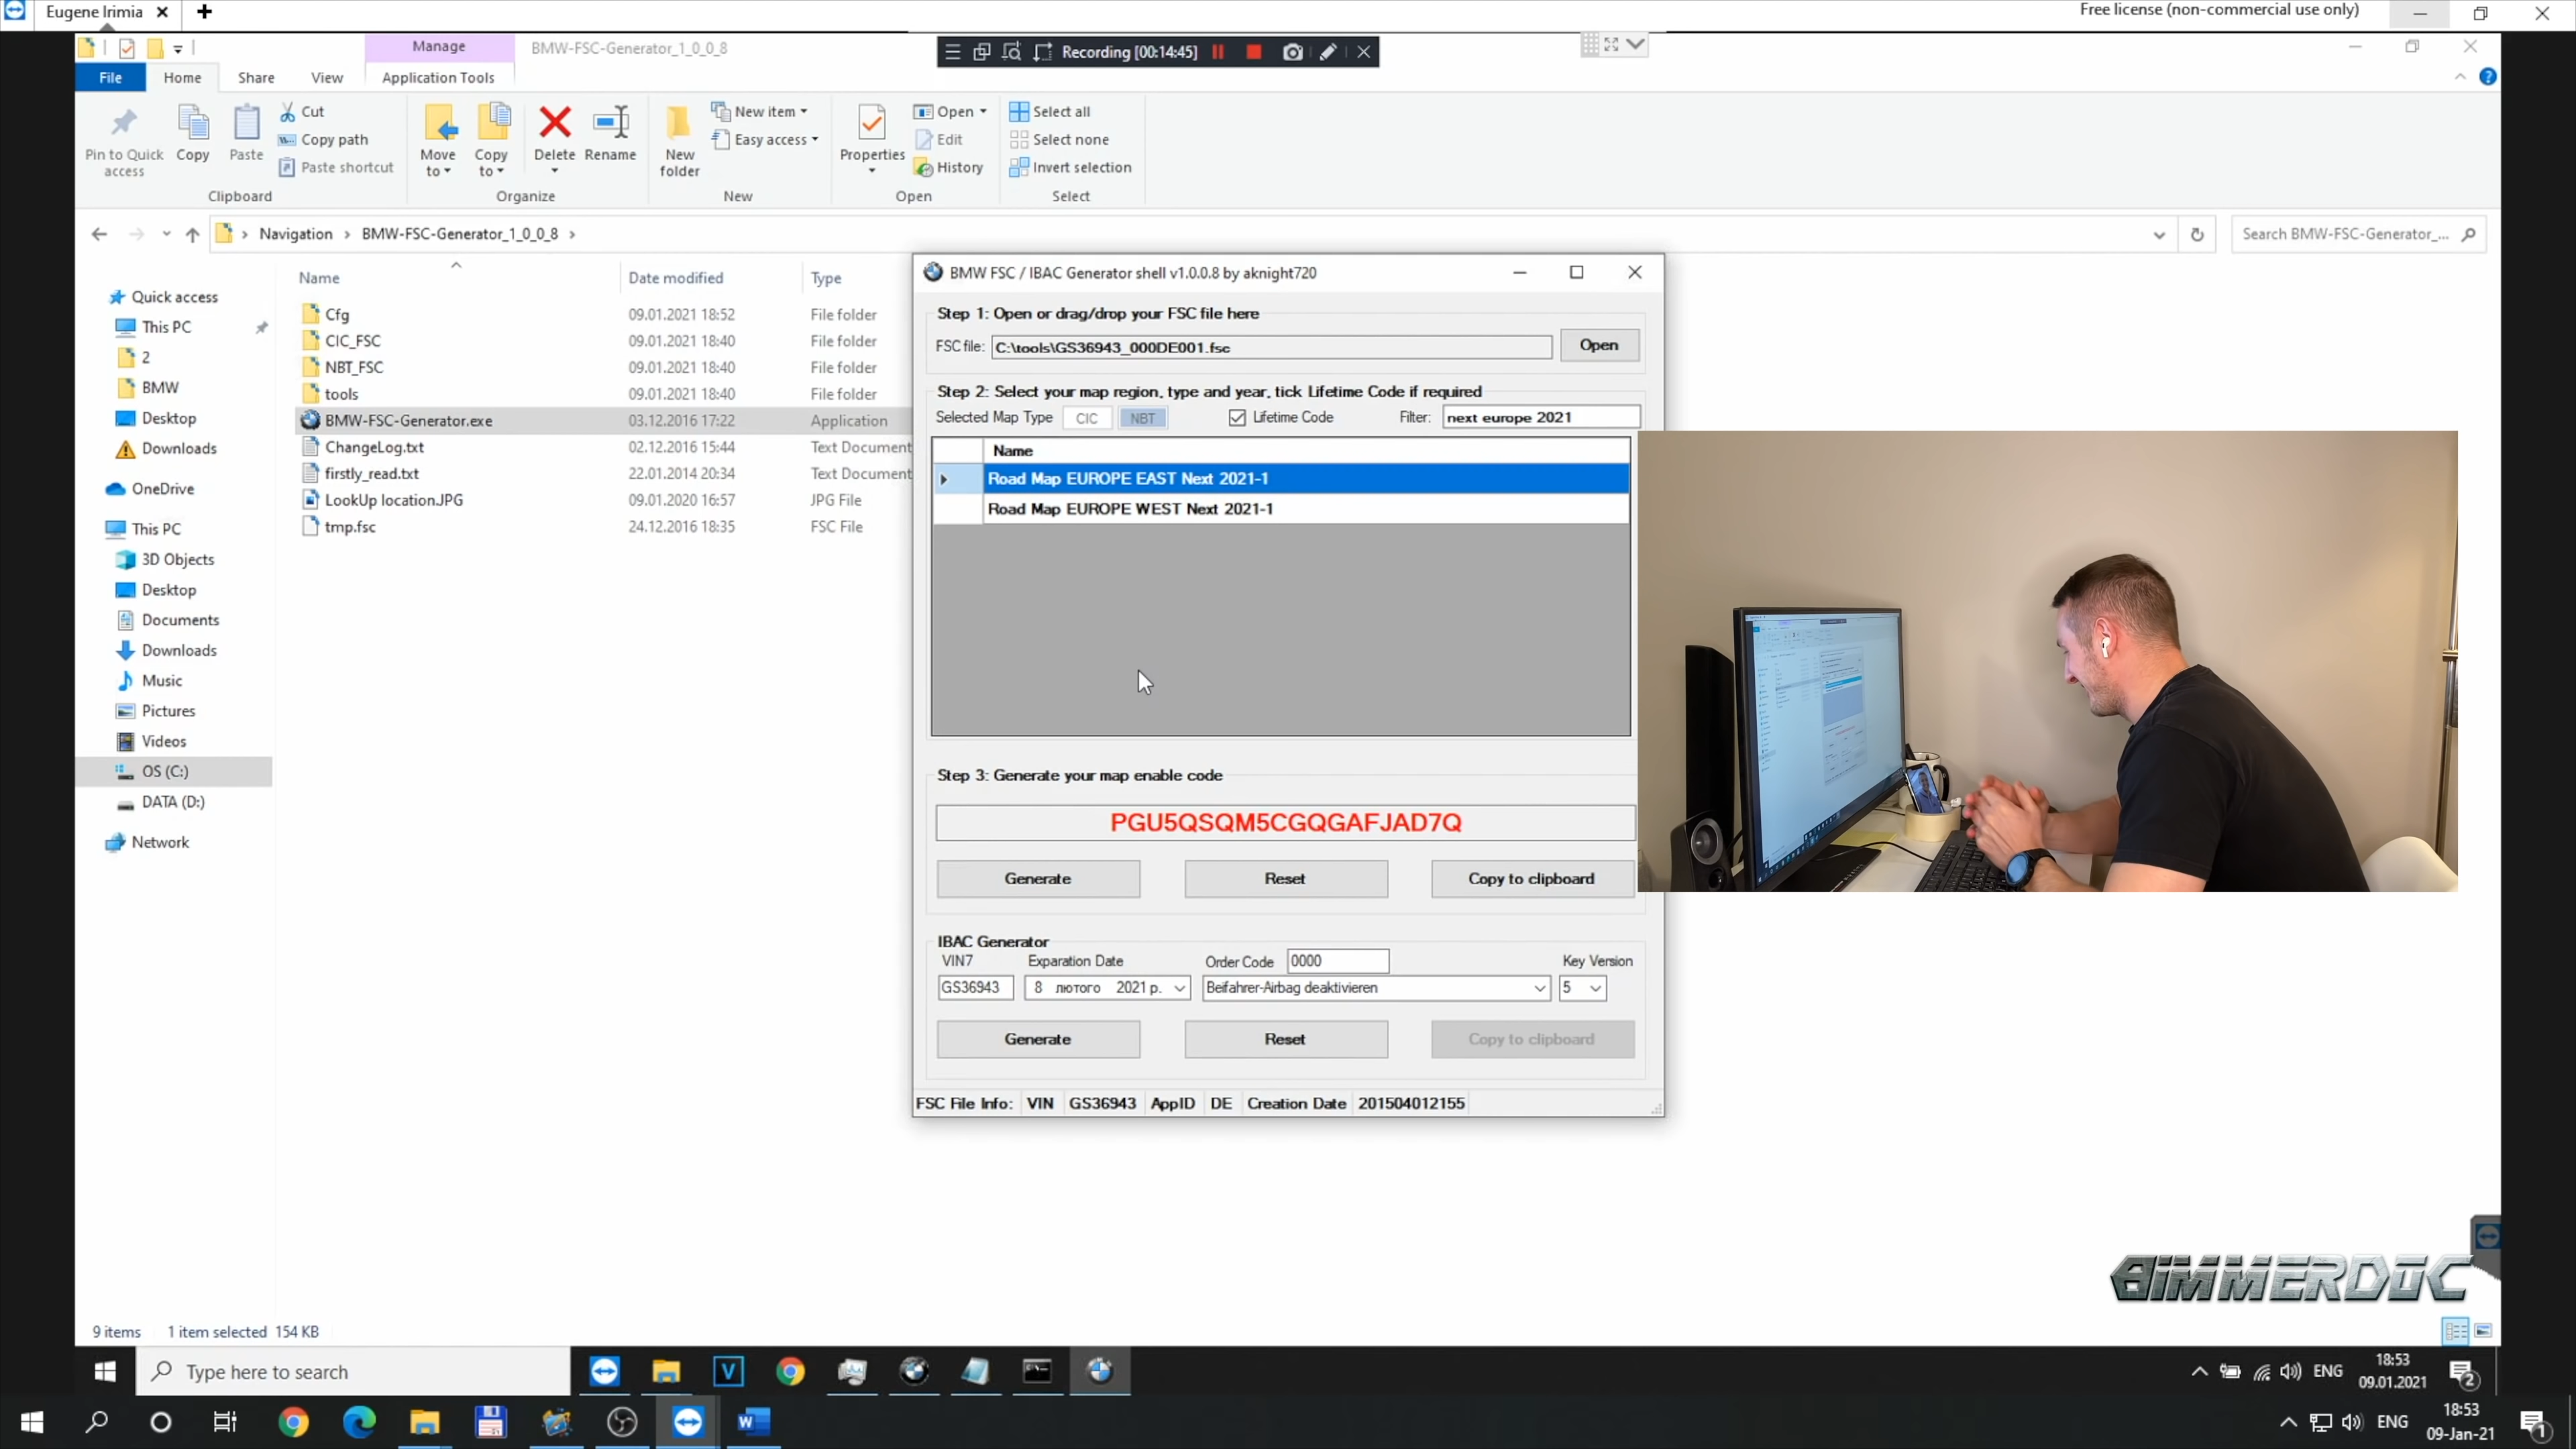 Eugene Irimia
Free license (non-commercial use only)
Manage
BMW-FSC-Generator_1_0_0_8
Recording [00:14:45]
File
Home
Share
View
Application Tools
Pin to Quick access
Copy
Paste
Cut
Copy path
Paste shortcut
Clipboard
Move to
Copy to
Delete
Rename
Organize
New folder
New item
Easy access
New
Properties
Open
Edit
History
Open
Select all
Select none
Invert selection
Select
Navigation
BMW-FSC-Generator_1_0_0_8
Search BMW-FSC-Generator_...
Quick access
This PC
2
BMW
Desktop
Downloads
OneDrive
This PC
3D Objects
Desktop
Documents
Downloads
Music
Pictures
Videos
OS (C:)
DATA (D:)
Network
Name Date modified Type
Cfg 09.01.2021 18:52 File folder
CIC_FSC 09.01.2021 18:40 File folder
NBT_FSC 09.01.2021 18:40 File folder
tools 09.01.2021 18:40 File folder
BMW-FSC-Generator.exe 03.12.2016 17:22 Application
ChangeLog.txt 02.12.2016 15:44 Text Document
firstly_read.txt 22.01.2014 20:34 Text Document
LookUp location.JPG 09.01.2020 16:57 JPG File
tmp.fsc 24.12.2016 18:35 FSC File
BMW FSC / IBAC Generator shell v1.0.0.8 by aknight720
Step 1: Open or drag/drop your FSC file here
FSC file: C:\tools\GS36943_000DE001.fsc Open
Step 2: Select your map region, type and year, tick Lifetime Code if required
Selected Map Type CIC NBT Lifetime Code Filter: next europe 2021
Name
Road Map EUROPE EAST Next 2021-1
Road Map EUROPE WEST Next 2021-1
Step 3: Generate your map enable code
PGU5QSQM5CGQGAFJAD7Q
Generate Reset Copy to clipboard
IBAC Generator
VIN7 Exparation Date Order Code 0000 Key Version
GS36943 8 лютого 2021 р. Beifahrer-Airbag deaktivieren 5
Generate Reset Copy to clipboard
FSC File Info: VIN GS36943 AppID DE Creation Date 201504012155
BIMMERDOC
9 items 1 item selected 154 KB
Type here to search
V
ENG
18:53
09.01.2021
2
W
ENG
18:53
09-Jan-21
1